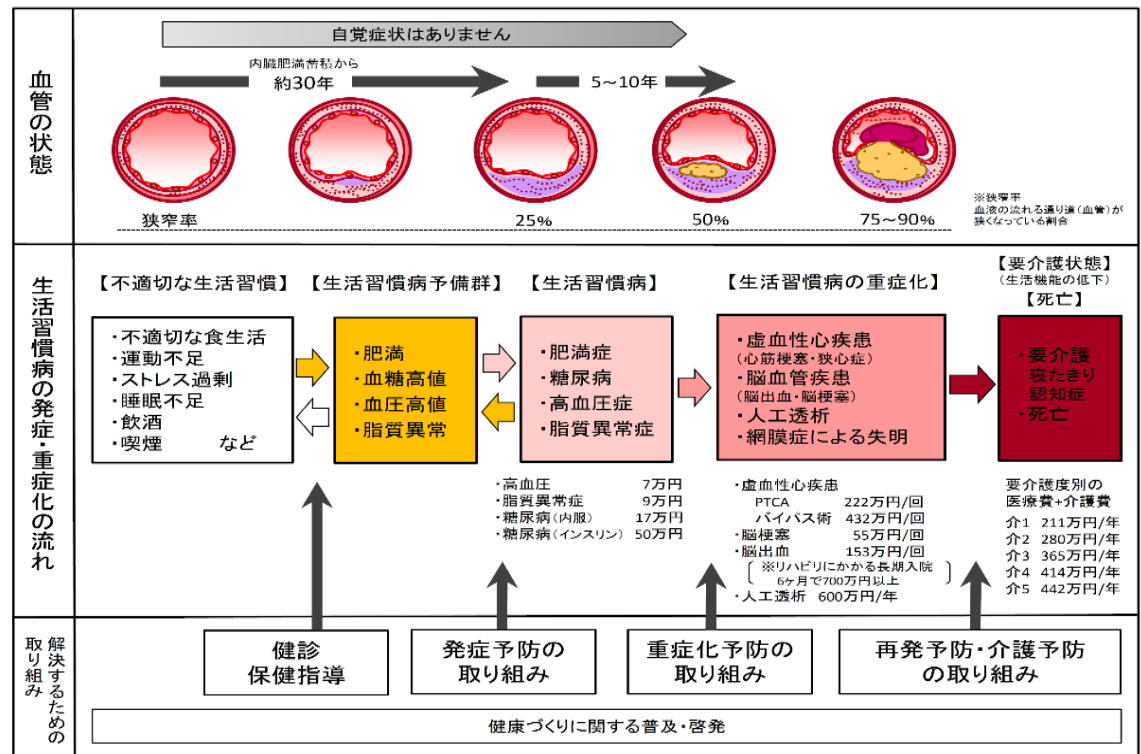 血管の状態
自覚症状はありません
内臓肥満蓄積から
約30年
5～10年
狭窄率
25%
50%
75～90%
※狭窄率
血液の流れる通り道（血管）が
狭くなっている割合
生活習慣病の発症・重症化の流れ
【不適切な生活習慣】
・不適切な食生活
・運動不足
・ストレス過剰
・睡眠不足
・飲酒
・喫煙　　など
【生活習慣病予備群】
・肥満
・血糖高値
・血圧高値
・脂質異常
【生活習慣病】
・肥満症
・糖尿病
・高血圧症
・脂質異常症
・高血圧　7万円
・脂質異常症　9万円
・糖尿病（内服）　17万円
・糖尿病（インスリン）　50万円
【生活習慣病の重症化】
・虚血性心疾患
（心筋梗塞・狭心症）
・脳血管疾患
（脳出血・脳梗塞）
・人工透析
・網膜症による失明
・虚血性心疾患
PTCA　222万円/回
バイパス術　432万円/回
・脳梗塞　55万円/回
・脳出血　153万円/回
※リハビリにかかる長期入院
6ヶ月で700万円以上
・人工透析　600万円/年
【要介護状態】
（生活機能の低下）
【死亡】
・要介護
寝たきり
認知症
・死亡
要介護度別の
医療費+介護費
介1　211万円/年
介2　280万円/年
介3　365万円/年
介4　414万円/年
介5　442万円/年
解決するための
取り組み
健診
保健指導
発症予防の
取り組み
重症化予防の
取り組み
再発予防・介護予防
の取り組み
健康づくりに関する普及・啓発